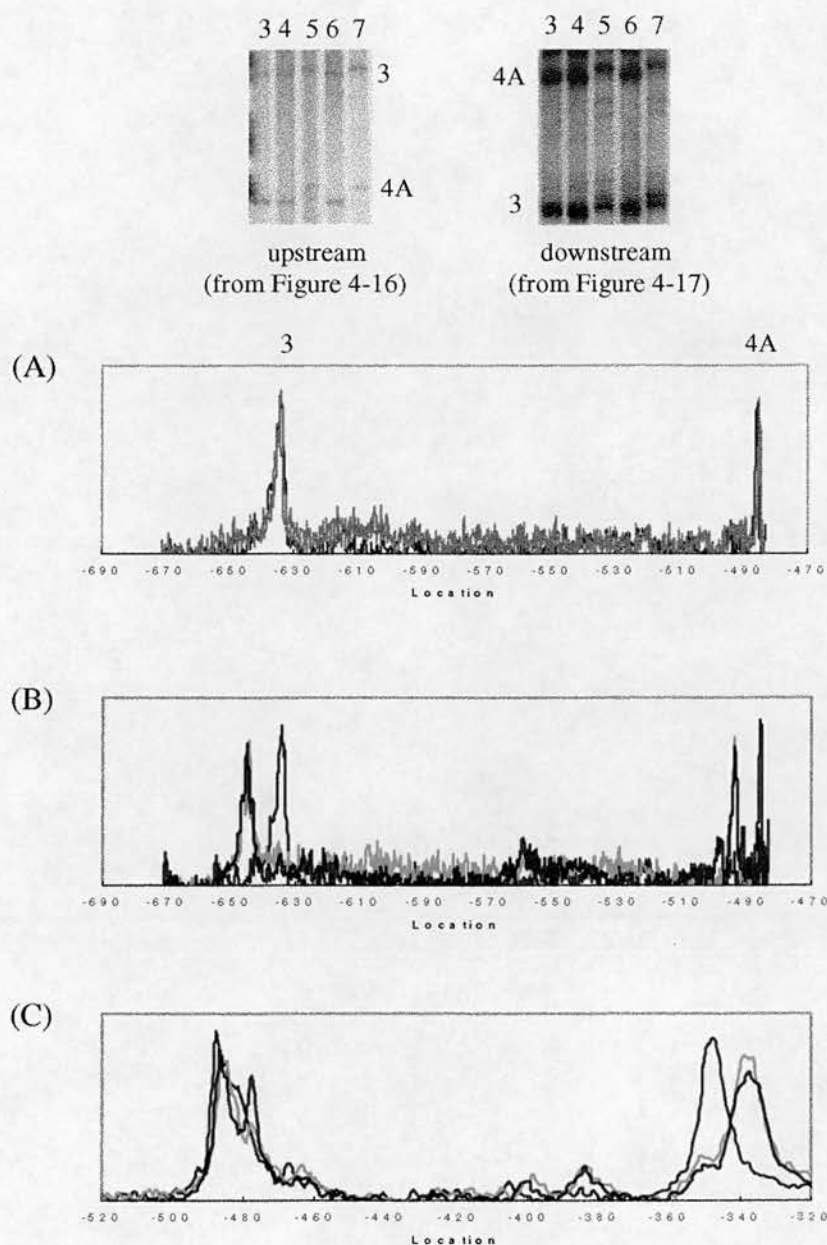 3 4 5 6 7
3
4A
upstream
(from Figure 4-16)
3 4 5 6 7
4A
3
downstream
(from Figure 4-17)
(A)
3 4A
-690 -670 -650 -630 -610 -590 -570 -550 -530 -510 -490 -470
Location
(B)
-690 -670 -650 -630 -610 -590 -570 -550 -530 -510 -490 -470
Location
(C)
-520 -500 -480 -460 -440 -420 -400 -380 -360 -340 -320
Location